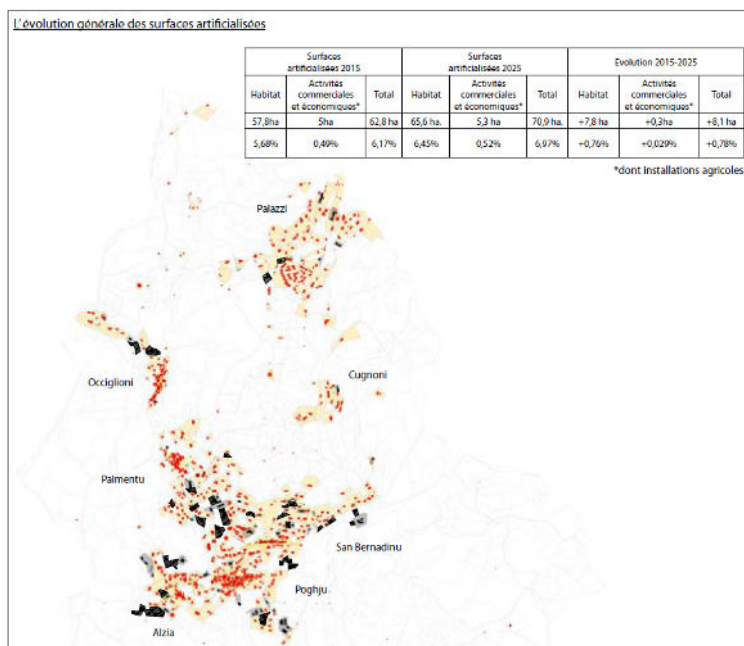 L'évolution générale des surfaces artificialisées
Surfaces artificialisées 2015
Surfaces artificialisées 2025
Evolution 2015-2025
Habitat
Activités commerciales et économiques*
Total
Habitat
Activités commerciales et économiques*
Total
Habitat
Activités commerciales et économiques*
Total
57,8ha
5ha
62,8 ha
65,6 ha.
5,3 ha
70,9 ha.
+7,8 ha
+0,3ha
+8,1 ha
5,68%
0,49%
6,17%
6,45%
0,52%
6,97%
+0,76%
+0,029%
+0,78%
*dont installations agricoles
Palazzi
Occiglioni
Cugnoni
Palmentu
San Bernadinu
Poghju
Alzia